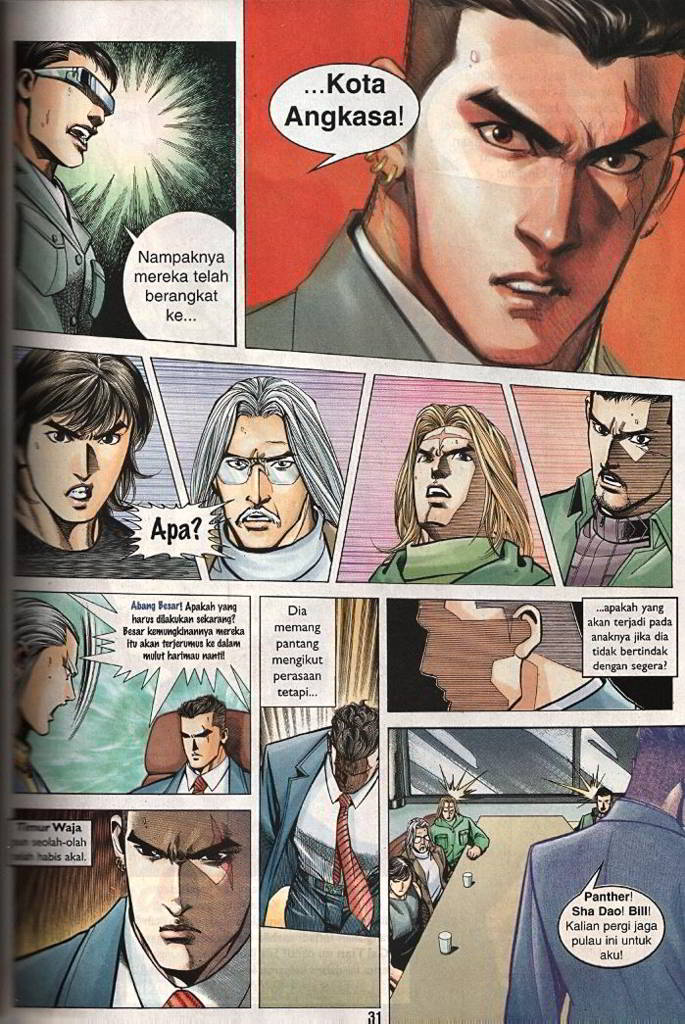 Nampaknya
mereka telah
berangkat
ke...
...Kota
Angkasa!
Apa?
Abang Besar! Apakah yang
harus dilakukan sekarang?
Besar kemungkinannya mereka
itu akan terjerumus ke dalam
mulut harimau nanti!
Timur Waja
seolah-olah
habis akal.
Dia
memang
pantang
mengikut
perasaan
tetapi...
...apakah yang
akan terjadi pada
anaknya jika dia
tidak bertindak
dengan segera?
Panther!
Sha Dao! Bill!
Kalian pergi jaga
pulau ini untuk
aku!
31